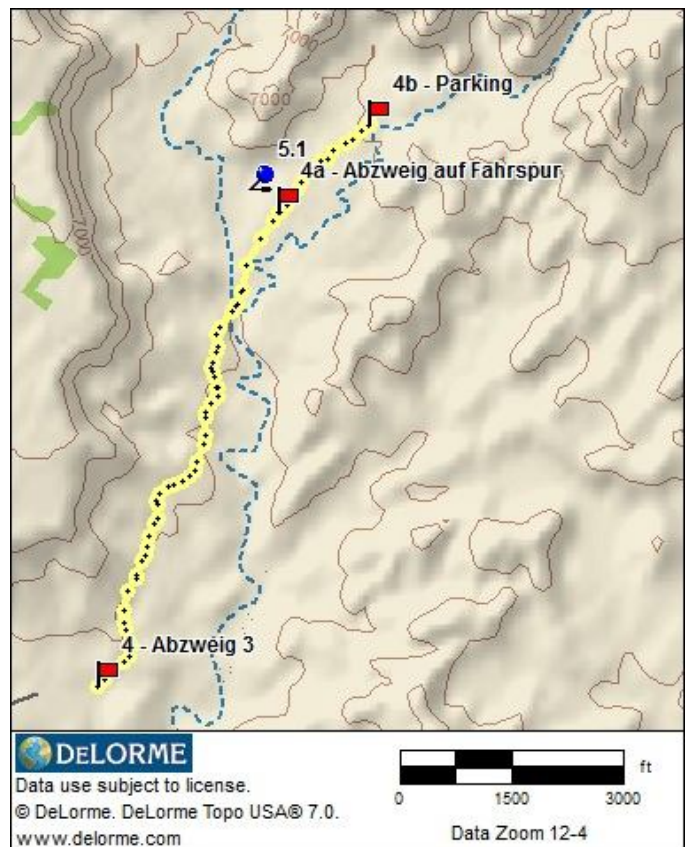 7000
7000
4b - Parking
5.1
4a - Abzweig auf Fahrspur
7000
4 - Abzweig 3
DELORME
Data use subject to license.
© DeLorme. DeLorme Topo USA® 7.0.
www.delorme.com
ft
0 1500 3000
Data Zoom 12-4